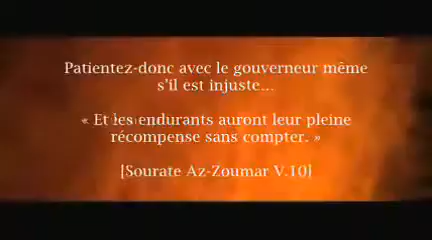 Patientez-donc avec le gouverneur même
s'il est injuste...
« Et les endurants auront leur pleine
récompense sans compter. »
[Sourate Az-Zoumar V.10]